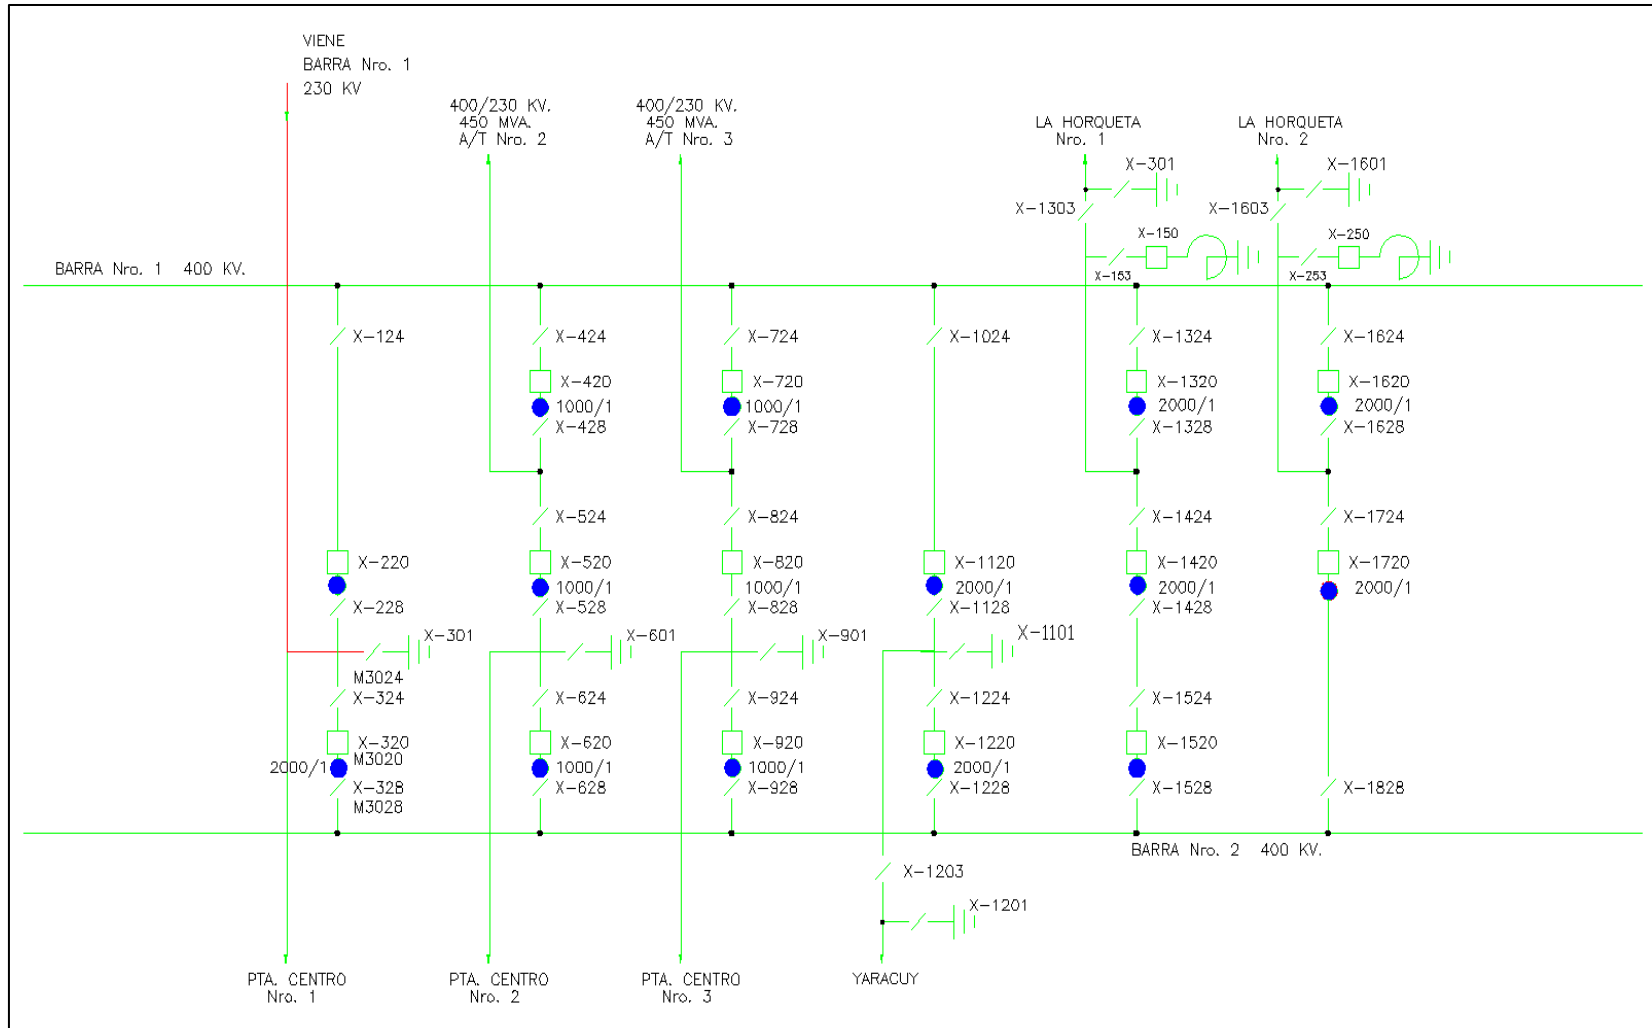 VIENE
BARRA Nro. 1
230 KV
400/230 KV.
450 MVA.
A/T Nro. 2
400/230 KV.
450 MVA.
A/T Nro. 3
LA HORQUETA
Nro. 1
LA HORQUETA
Nro. 2
X-301
X-1601
X-1303
X-1603
X-150
X-250
X-153
X-253
BARRA Nro. 1 400 KV.
X-124
X-424
X-724
X-1024
X-1324
X-1624
X-420
X-720
X-1320
X-1620
1000/1
1000/1
2000/1
2000/1
X-428
X-728
X-1328
X-1628
X-524
X-824
X-1424
X-1724
X-220
X-520
X-820
X-1120
X-1420
X-1720
1000/1
1000/1
2000/1
2000/1
2000/1
X-228
X-528
X-828
X-1128
X-1428
X-301
X-601
X-901
X-1101
M3024
X-324
X-624
X-924
X-1224
X-1524
X-320
X-620
X-920
X-1220
X-1520
M3020
2000/1
1000/1
1000/1
2000/1
X-328
X-628
X-928
X-1228
X-1528
X-1828
M3028
BARRA Nro. 2 400 KV.
X-1203
X-1201
PTA. CENTRO
Nro. 1
PTA. CENTRO
Nro. 2
PTA. CENTRO
Nro. 3
YARACUY